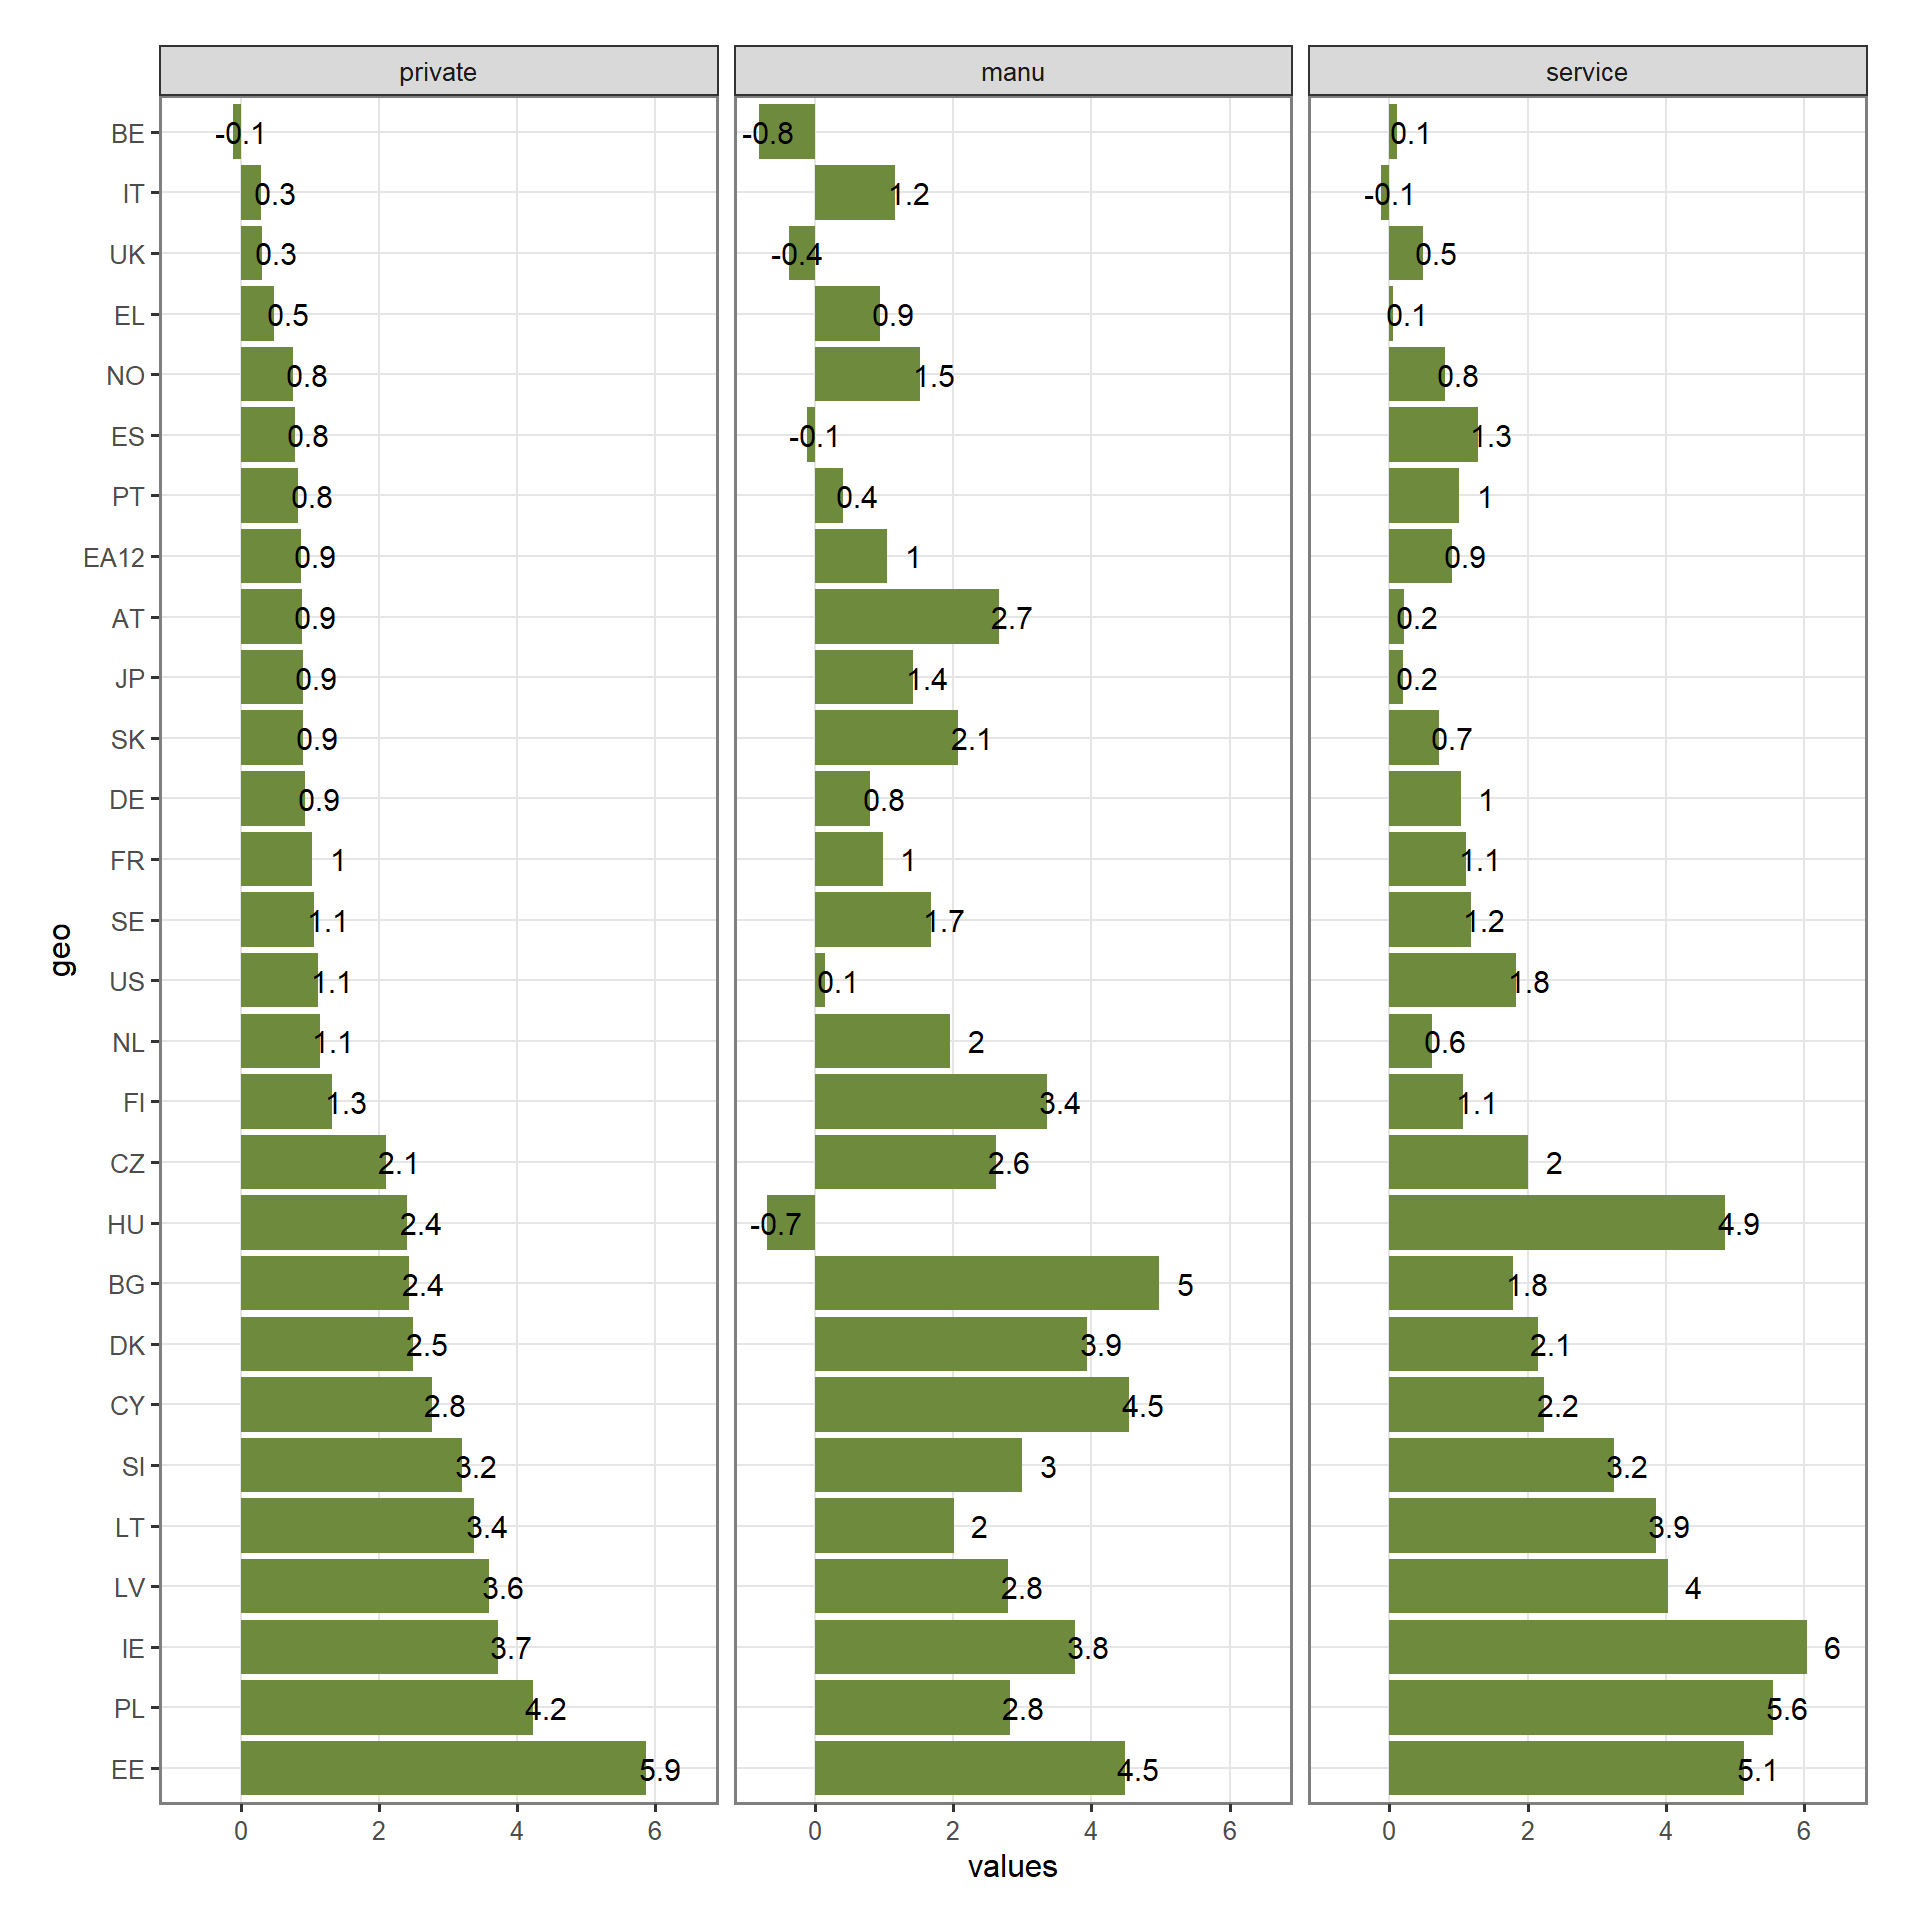 private manu service
BE -0.1 -0.8 0.1
IT 0.3 1.2 -0.1
UK 0.3 -0.4 0.5
EL 0.5 0.9 0.1
NO 0.8 1.5 0.8
ES 0.8 -0.1 1.3
PT 0.8 0.4 1
EA12 0.9 1 0.9
AT 0.9 2.7 0.2
JP 0.9 1.4 0.2
SK 0.9 2.1 0.7
DE 0.9 0.8 1
FR 1 1 1.1
SE 1.1 1.7 1.2
US 1.1 0.1 1.8
NL 1.1 2 0.6
FI 1.3 3.4 1.1
CZ 2.1 2.6 2
HU 2.4 -0.7 4.9
BG 2.4 5 1.8
DK 2.5 3.9 2.1
CY 2.8 4.5 2.2
SI 3.2 3 3.2
LT 3.4 2 3.9
LV 3.6 2.8 4
IE 3.7 3.8 6
PL 4.2 2.8 5.6
EE 5.9 4.5 5.1
0 2 4 6 0 2 4 6 0 2 4 6
values
geo